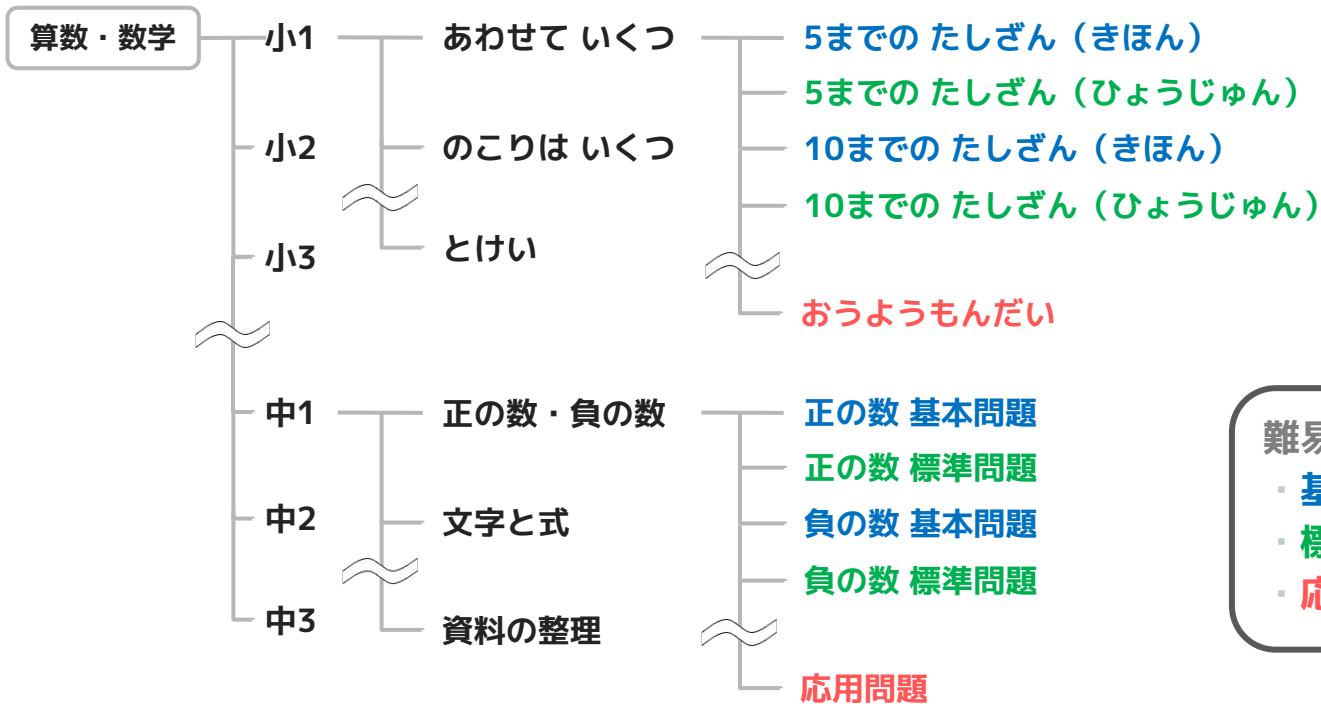 算数・数学
小1
あわせて いくつ
5までの たしざん（きほん）
5までの たしざん（ひょうじゅん）
小2
のこりは いくつ
10までの たしざん（きほん）
10までの たしざん（ひょうじゅん）
小3
とけい
おうようもんだい
中1
正の数・負の数
正の数 基本問題
正の数 標準問題
中2
文字と式
負の数 基本問題
負の数 標準問題
中3
資料の整理
応用問題
難易
・基
・標
・応